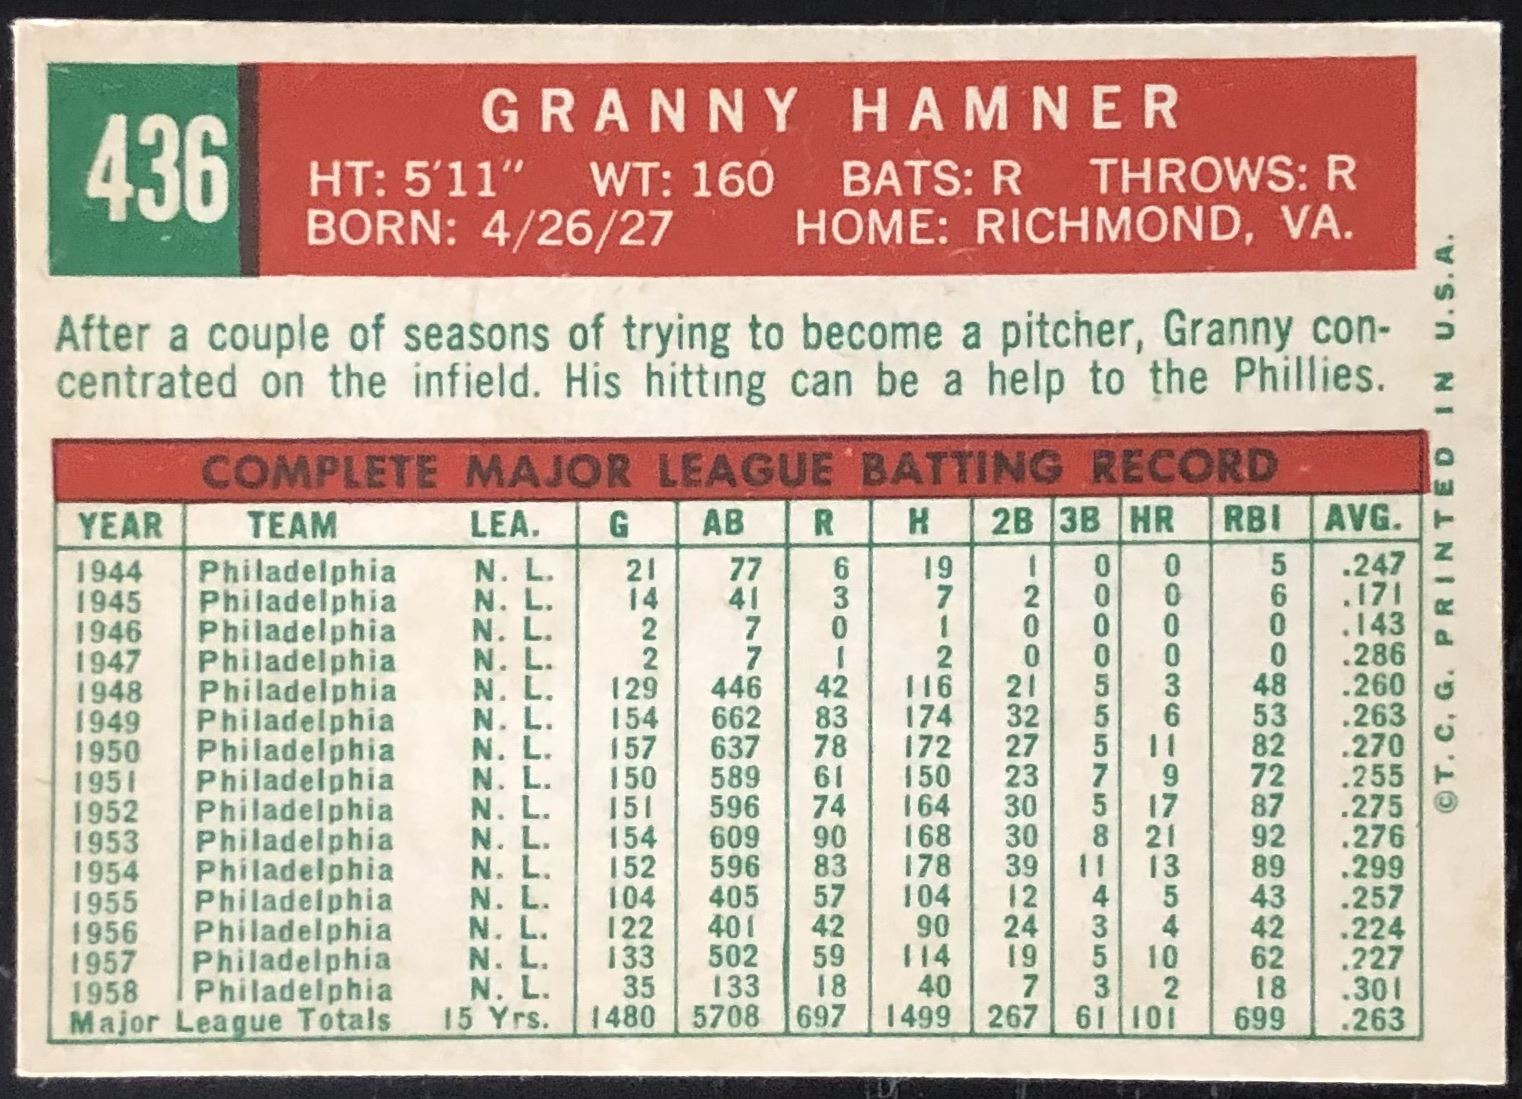 436
GRANNY HAMNER
HT: 5'11" WT: 160 BATS: R THROWS: R
BORN: 4/26/27 HOME: RICHMOND, VA.
After a couple of seasons of trying to become a pitcher, Granny con-
centrated on the infield. His hitting can be a help to the Phillies.
COMPLETE MAJOR LEAGUE BATTING RECORD
YEAR TEAM LEA. G AB R H 2B 3B HR RBI AVG.
1944 Philadelphia N. L. 21 77 6 19 1 0 0 5 .247
1945 Philadelphia N. L. 14 41 3 7 2 0 0 6 .171
1946 Philadelphia N. L. 2 7 0 1 0 0 0 0 .143
1947 Philadelphia N. L. 2 7 1 2 0 0 0 0 .286
1948 Philadelphia N. L. 129 446 42 116 21 5 3 48 .260
1949 Philadelphia N. L. 154 662 83 174 32 5 6 53 .263
1950 Philadelphia N. L. 157 637 78 172 27 5 11 82 .270
1951 Philadelphia N. L. 150 589 61 150 23 7 9 72 .255
1952 Philadelphia N. L. 151 596 74 164 30 5 17 87 .275
1953 Philadelphia N. L. 154 609 90 168 30 8 21 92 .276
1954 Philadelphia N. L. 152 596 83 178 39 11 13 89 .299
1955 Philadelphia N. L. 104 405 57 104 12 4 5 43 .257
1956 Philadelphia N. L. 122 401 42 90 24 3 4 42 .224
1957 Philadelphia N. L. 133 502 59 114 19 5 10 62 .227
1958 Philadelphia N. L. 35 133 18 40 7 3 2 18 .301
Major League Totals 15 Yrs. 1480 5708 697 1499 267 61 101 699 .263
©T. C. G. PRINTED IN U.S.A.